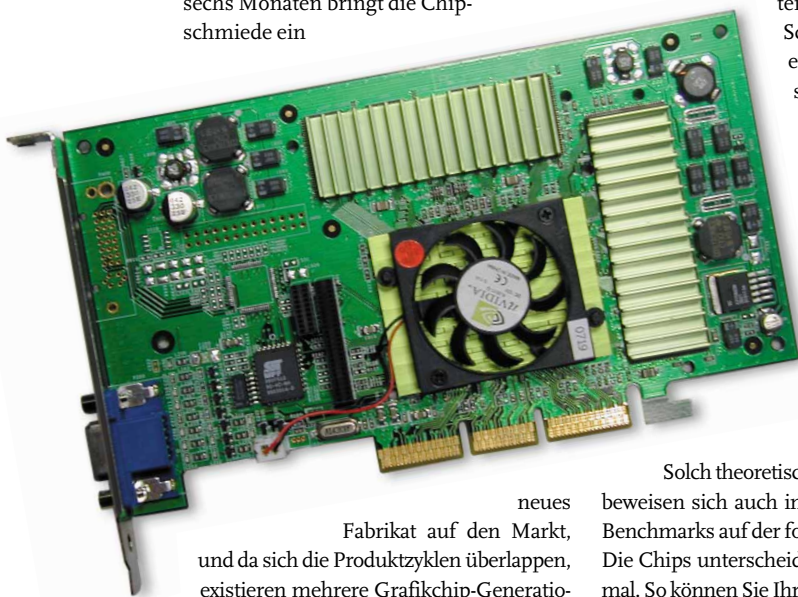 sechs Monaten bringt die Chip-
schmiede ein
neues
Fabrikat auf den Markt,
und da sich die Produktzyklen überlappen,
existieren mehrere Grafikchip-Generatio-
Solch theoretisc
beweisen sich auch in
Benchmarks auf der fo
Die Chips unterscheid
mal. So können Sie Ihr
NVIDIA
0719